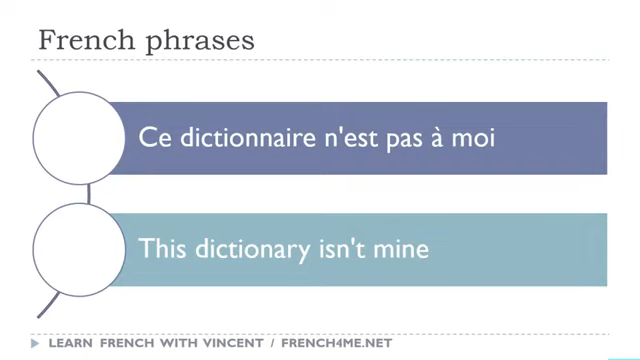 French phrases
Ce dictionnaire n'est pas à moi
This dictionary isn't mine
LEARN FRENCH WITH VINCENT / FRENCH4ME.NET